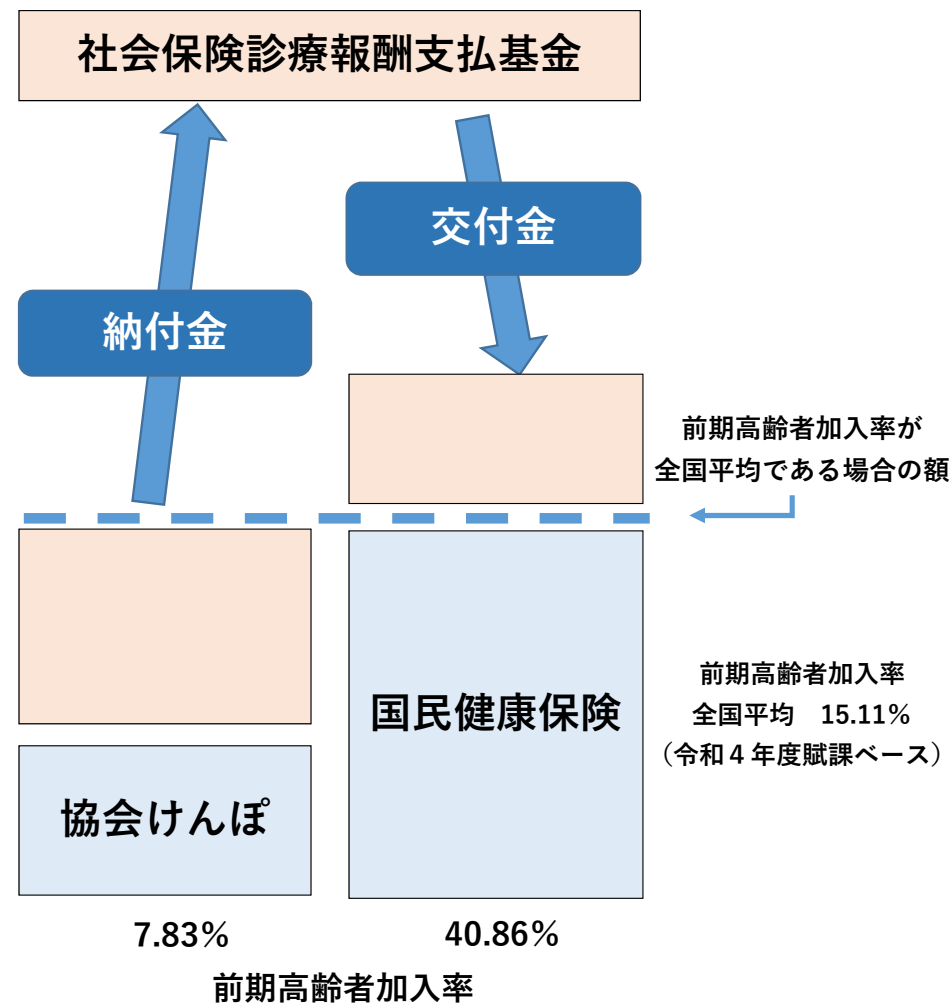 社会保険診療報酬支払基金
交付金
納付金
前期高齢者加入率が
全国平均である場合の額
国民健康保険
前期高齢者加入率
全国平均　15.11%
（令和４年度賦課ベース）
協会けんぽ
7.83%
40.86%
前期高齢者加入率